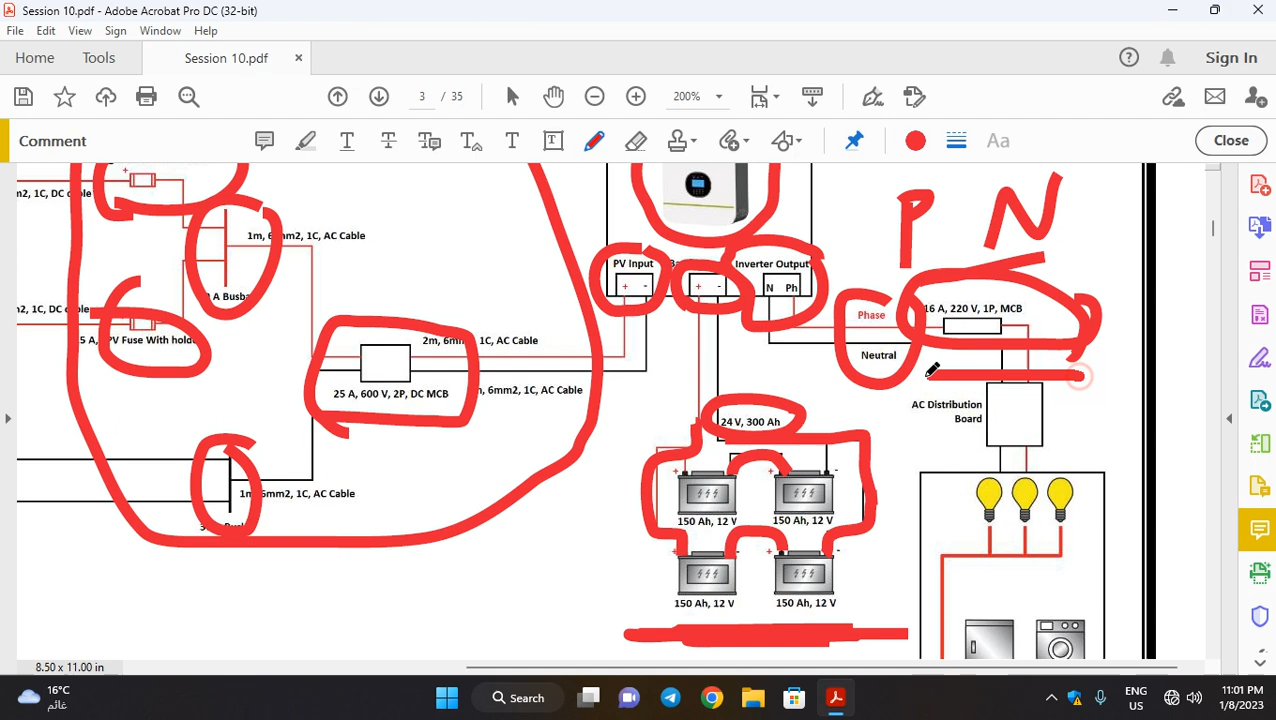 Session 10.pdf - Adobe Acrobat Pro DC (32-bit)
File Edit View Sign Window Help
Home Tools Session 10.pdf Sign In
3 / 35 200%
Comment Close
P N
mm2, 1C, DC cable
1m, 6mm2, 1C, AC Cable
PV Input
Inverter Output
+ - + - N Ph
A Busba
Phase
16 A, 220 V, 1P, MCB
m2, 1C, DC cable
5 A, PV Fuse With hold
2m, 6mm2, 1C, AC Cable
Neutral
25 A, 600 V, 2P, DC MCB
, 6mm2, 1C, AC Cable
AC Distribution
Board
24 V, 300 Ah
1m, 6mm2, 1C, AC Cable
150 Ah, 12 V
150 Ah, 12 V
150 Ah, 12 V
150 Ah, 12 V
8.50 x 11.00 in
16°C
غائم
Search
ENG
US
11:01 PM
1/8/2023